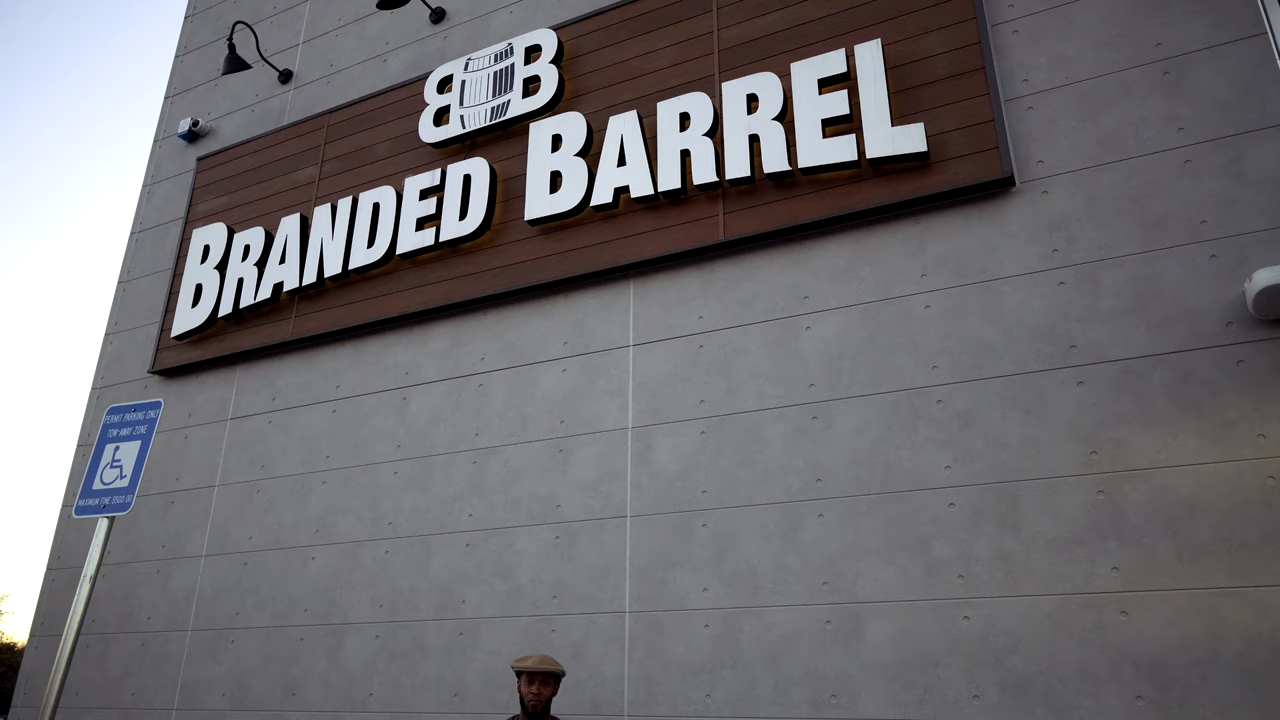 BB
BRANDED BARREL
PERMIT PARKING ONLY
TOW-AWAY ZONE
MAXIMUM FINE $500.00